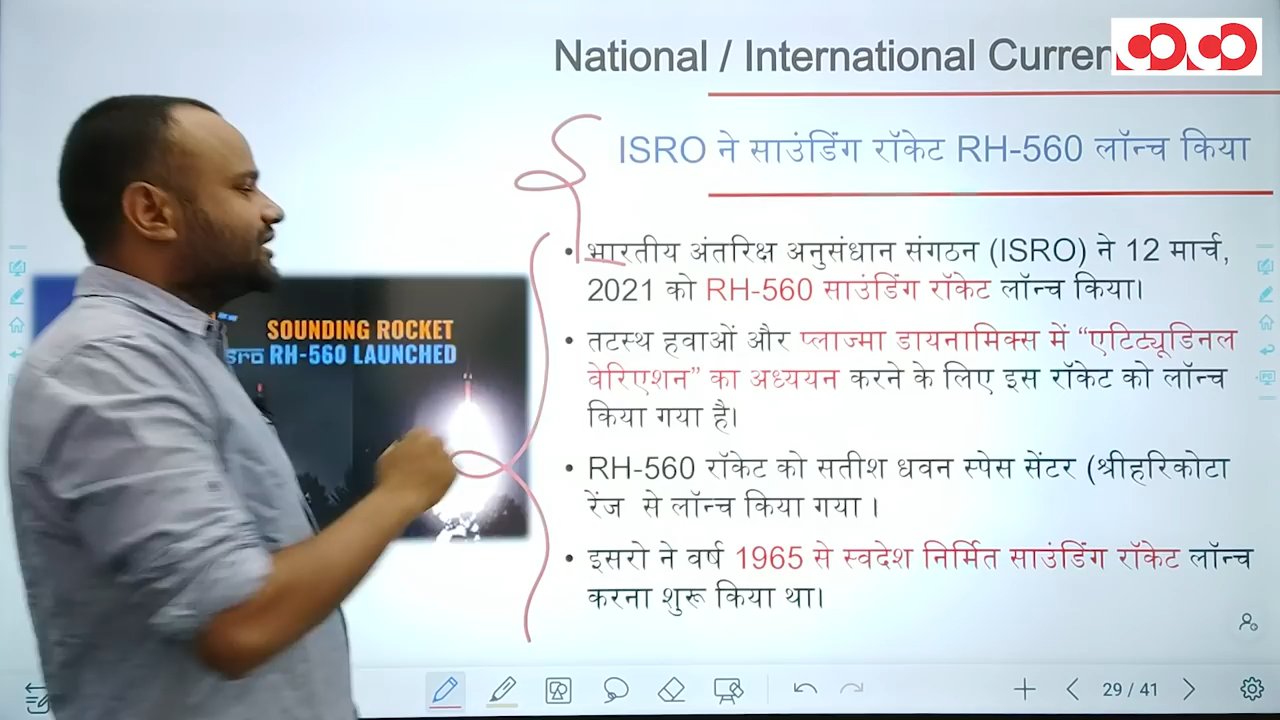 National / International Curren
ISRO ने साउंडिंग रॉकेट RH-560 लॉन्च किया
• भारतीय अंतरिक्ष अनुसंधान संगठन (ISRO) ने 12 मार्च,
2021 को RH-560 साउंडिंग रॉकेट लॉन्च किया।
• तटस्थ हवाओं और प्लाज्मा डायनामिक्स में “एटिट्यूडिनल
वेरिएशन” का अध्ययन करने के लिए इस रॉकेट को लॉन्च
किया गया है।
• RH-560 रॉकेट को सतीश धवन स्पेस सेंटर (श्रीहरिकोटा
रेंज से लॉन्च किया गया ।
• इसरो ने वर्ष 1965 से स्वदेश निर्मित साउंडिंग रॉकेट लॉन्च
करना शुरू किया था।
SOUNDING ROCKET
RH-560 LAUNCHED
29 / 41